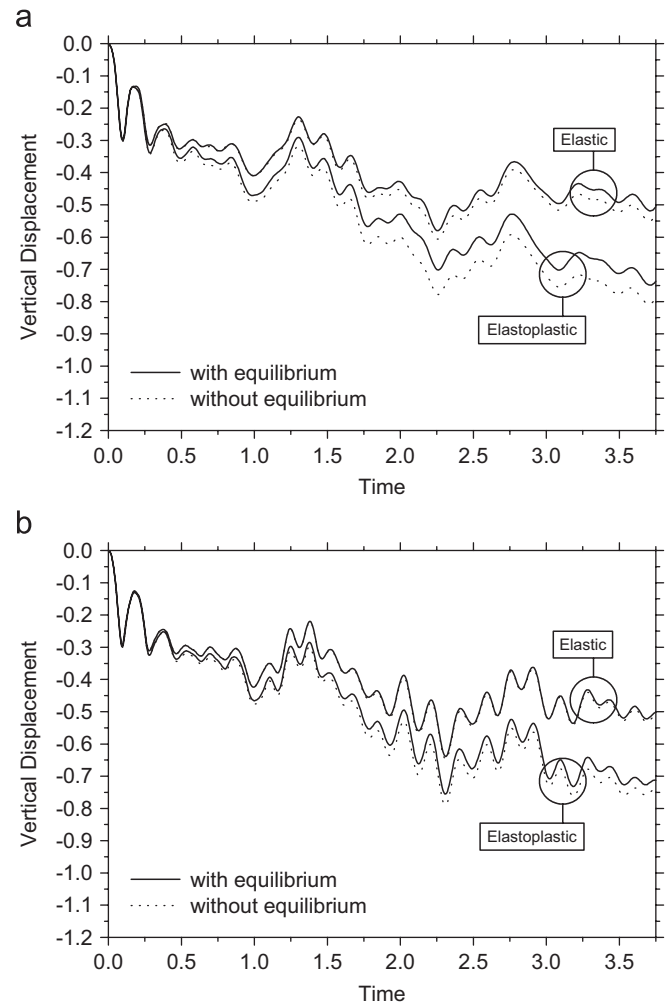 a
0.0
-0.1
-0.2
-0.3
-0.4
-0.5
-0.6
-0.7
-0.8
-0.9
-1.0
-1.1
-1.2
Vertical Displacement
Elastic
Elastoplastic
with equilibrium
without equilibrium
0.0 0.5 1.0 1.5 2.0 2.5 3.0 3.5
Time
b
0.0
-0.1
-0.2
-0.3
-0.4
-0.5
-0.6
-0.7
-0.8
-0.9
-1.0
-1.1
-1.2
Vertical Displacement
Elastic
Elastoplastic
with equilibrium
without equilibrium
0.0 0.5 1.0 1.5 2.0 2.5 3.0 3.5
Time